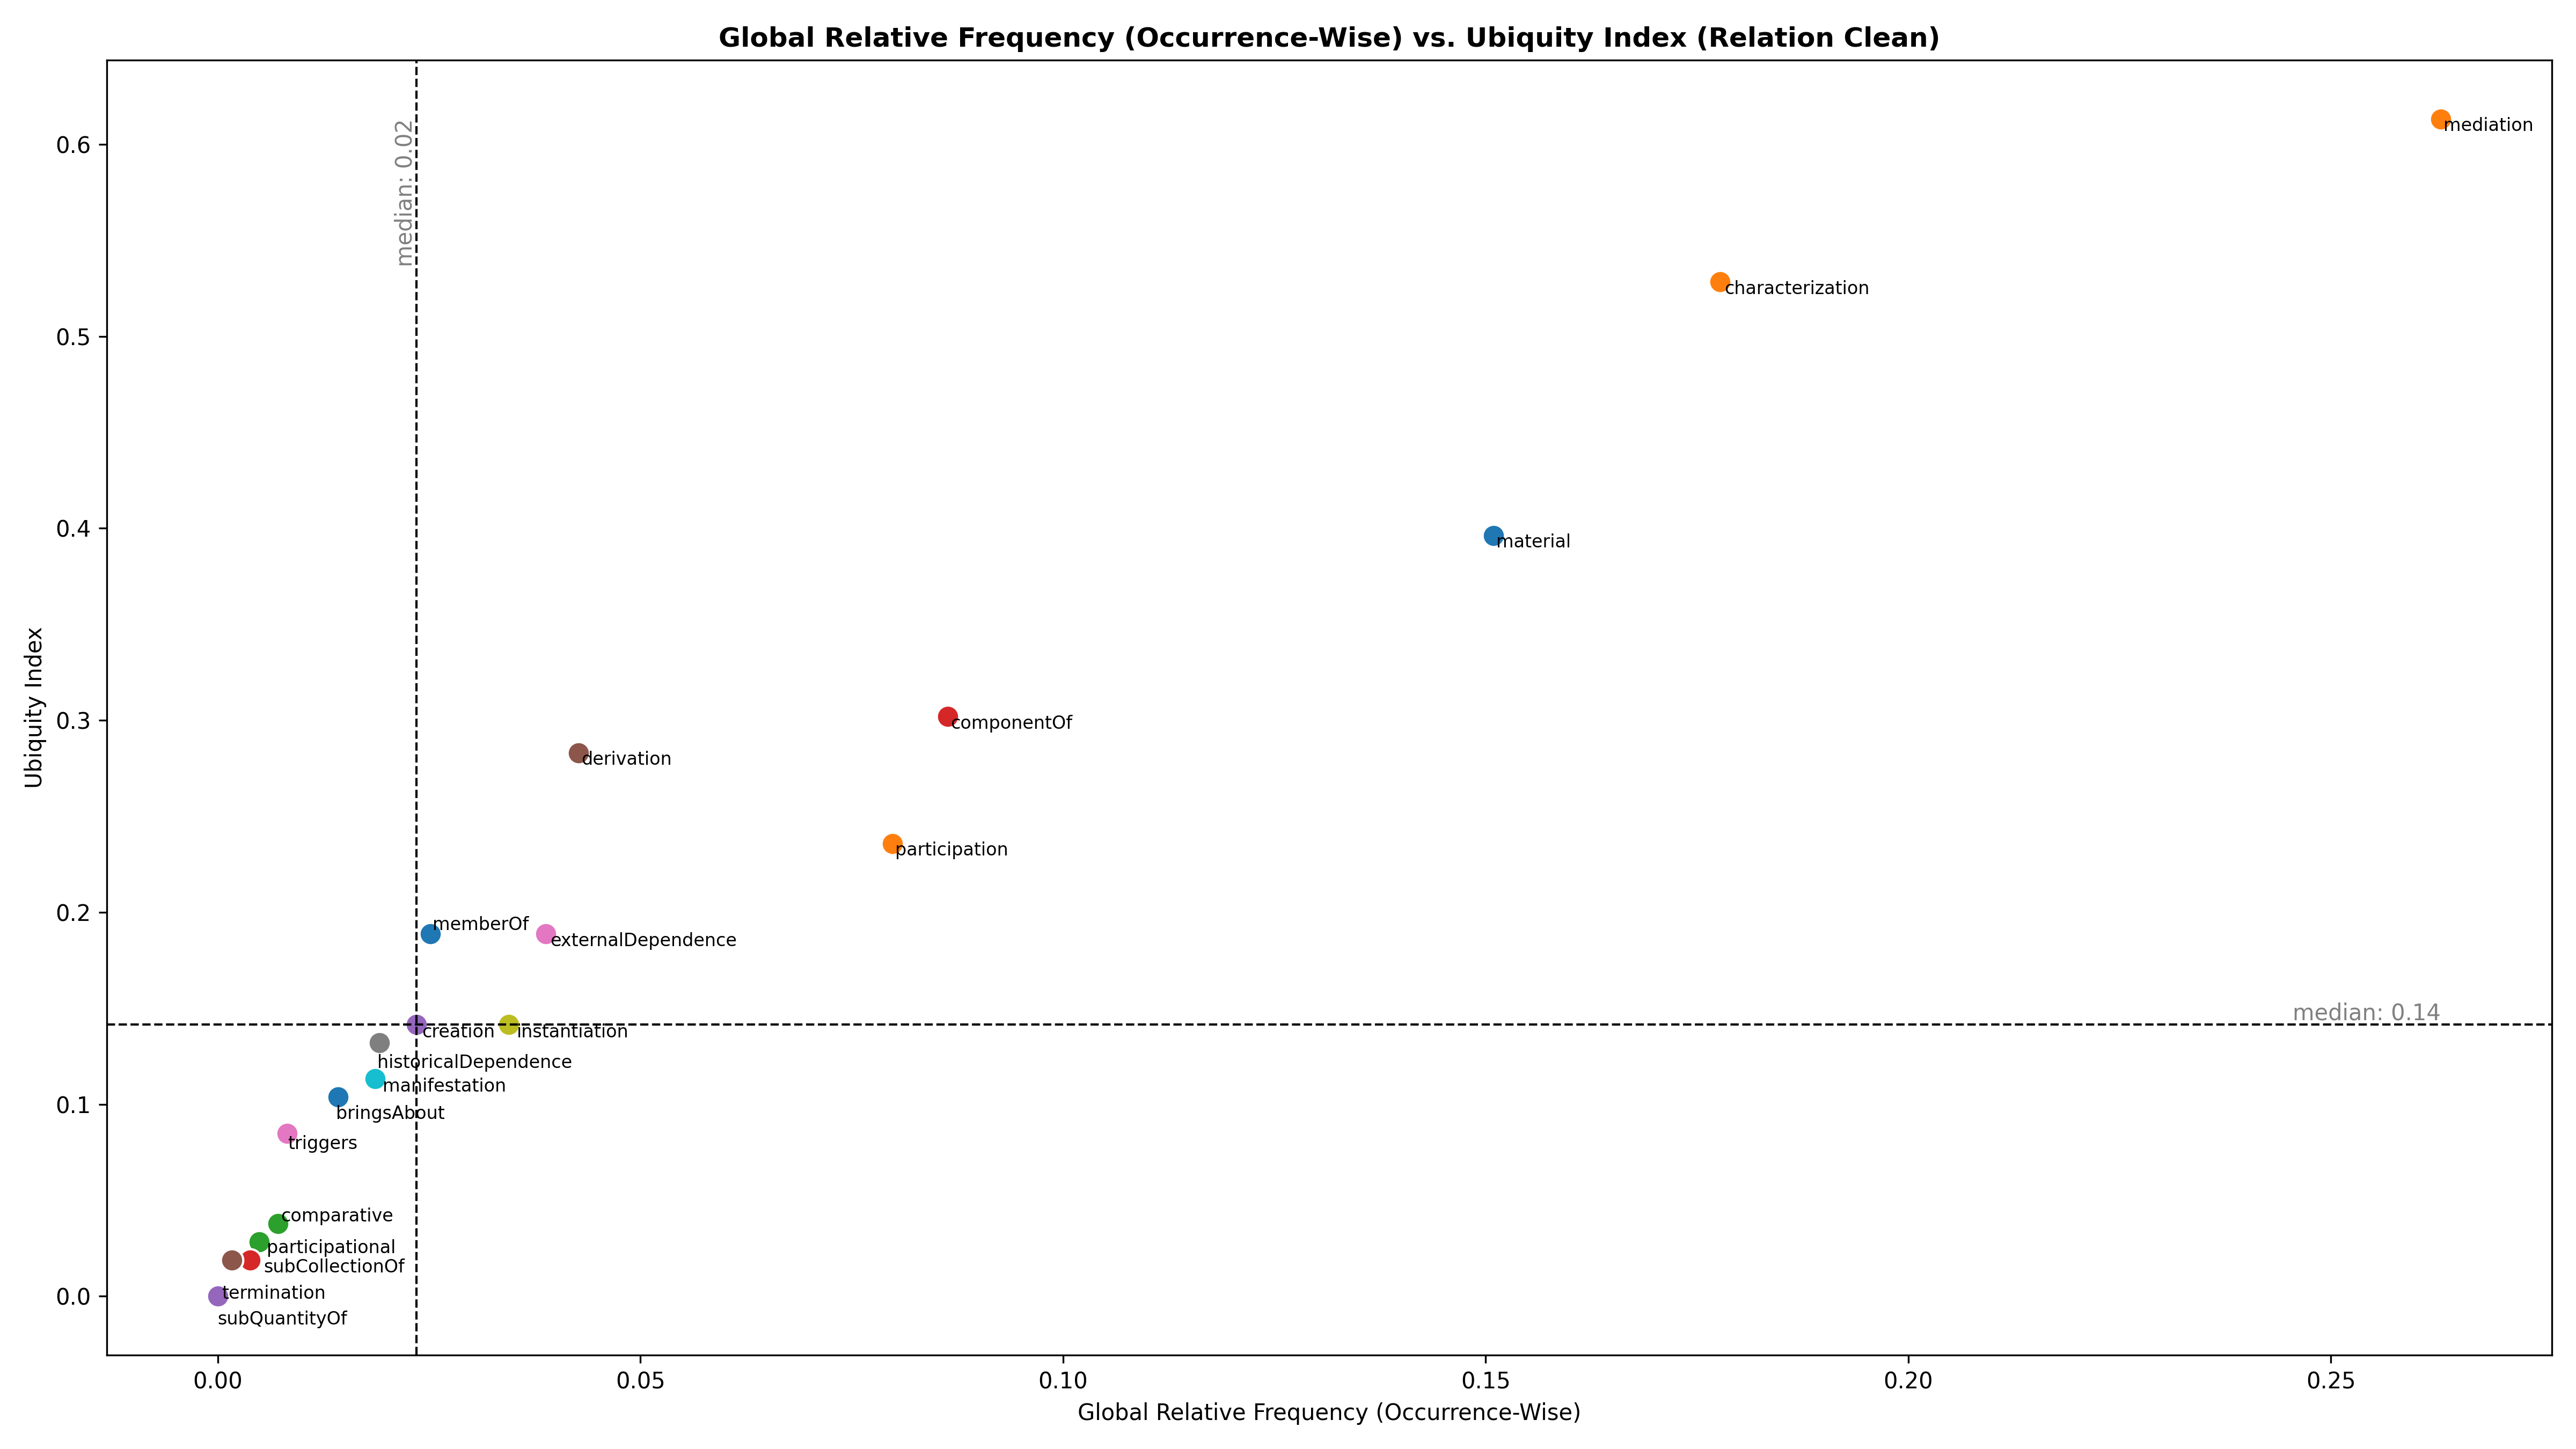 Global Relative Frequency (Occurrence-Wise) vs. Ubiquity Index (Relation Clean)
median: 0.02
0.6
mediation
characterization
0.5
0.4
material
Ubiquity Index
0.3
componentOf
derivation
participation
0.2
memberOf
externalDependence
median: 0.14
creation
instantiation
historicalDependence
manifestation
0.1
bringsAbout
triggers
comparative
participational
subCollectionOf
0.0
termination
subQuantityOf
0.00
0.05
0.10
0.15
0.20
0.25
Global Relative Frequency (Occurrence-Wise)